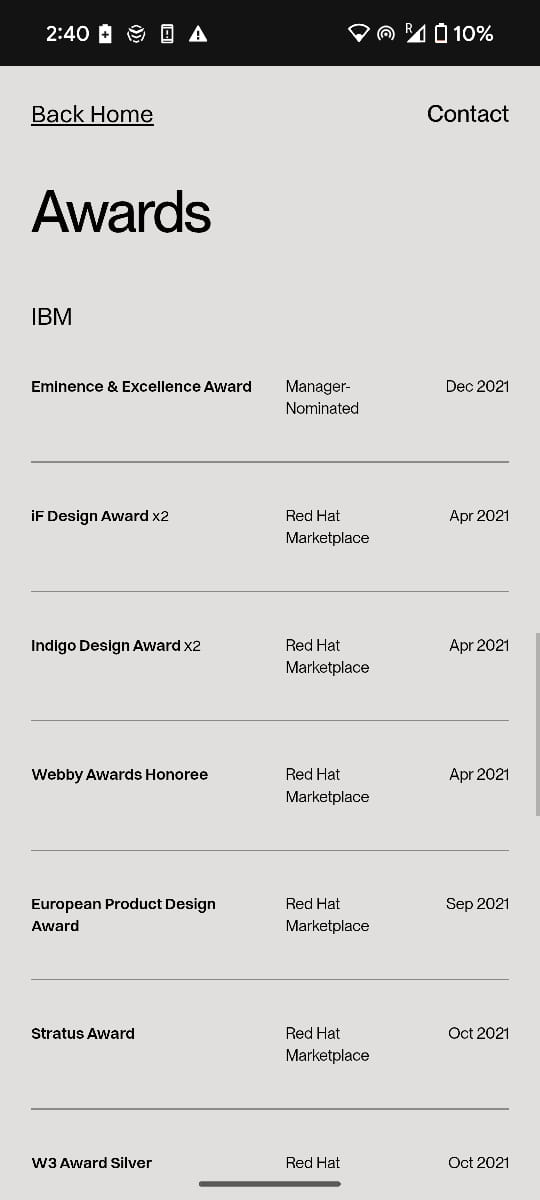 2:40
R 10%
Back Home
Contact
Awards
IBM
Eminence & Excellence Award
Manager-
Nominated
Dec 2021
iF Design Award x2
Red Hat
Marketplace
Apr 2021
Indigo Design Award x2
Red Hat
Marketplace
Apr 2021
Webby Awards Honoree
Red Hat
Marketplace
Apr 2021
European Product Design
Award
Red Hat
Marketplace
Sep 2021
Stratus Award
Red Hat
Marketplace
Oct 2021
W3 Award Silver
Red Hat
Oct 2021